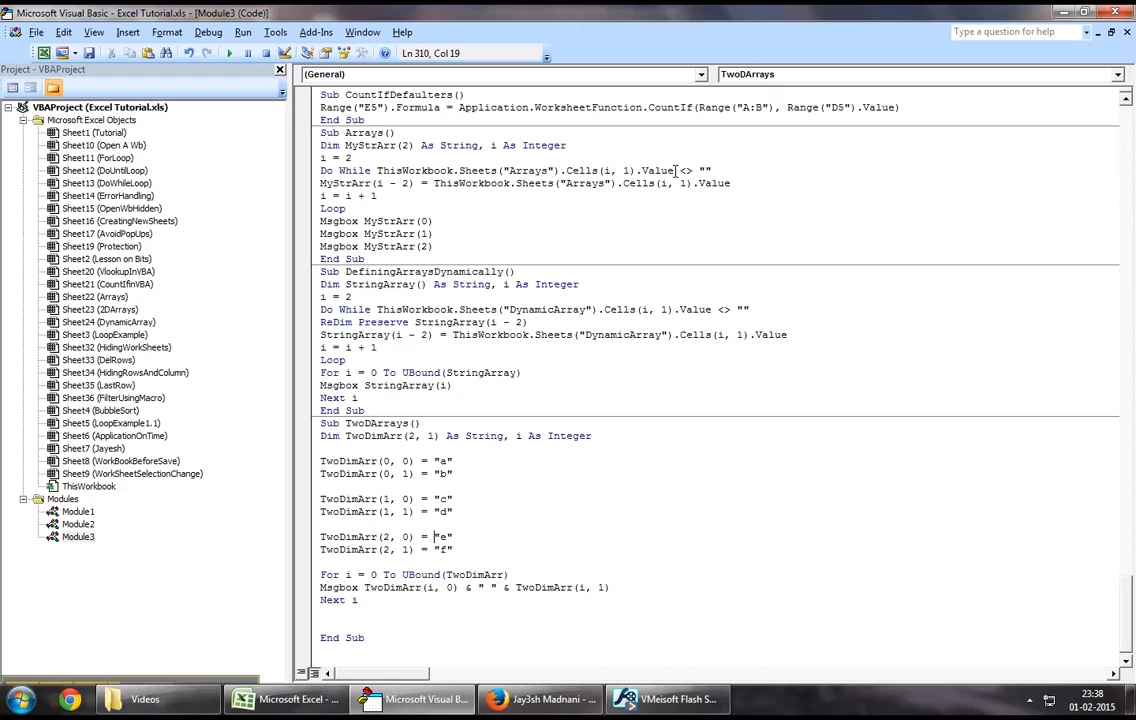 Microsoft Visual Basic - Excel Tutorial.xls - [Module3 (Code)]
File Edit View Insert Format Debug Run Tools Add-Ins Window Help
Type a question for help
Ln 310, Col 19
Project - VBAProject
(General)
TwoDArrays
VBAProject (Excel Tutorial.xls)
Microsoft Excel Objects
Sheet1 (Tutorial)
Sheet10 (Open A Wb)
Sheet11 (ForLoop)
Sheet12 (DoUntilLoop)
Sheet13 (DoWhileLoop)
Sheet14 (ErrorHandling)
Sheet15 (OpenWbHidden)
Sheet16 (CreatingNewSheets)
Sheet17 (AvoidPopUps)
Sheet19 (Protection)
Sheet2 (Lesson on Bits)
Sheet20 (VlookupInVBA)
Sheet21 (CountIfinVBA)
Sheet22 (Arrays)
Sheet23 (2DArrays)
Sheet24 (DynamicArray)
Sheet3 (LoopExample)
Sheet32 (HidingWorkSheets)
Sheet33 (DelRows)
Sheet34 (HidingRowsAndColumn)
Sheet35 (LastRow)
Sheet36 (FilterUsingMacro)
Sheet4 (BubbleSort)
Sheet5 (LoopExample1.1)
Sheet6 (ApplicationOnTime)
Sheet7 (Jayesh)
Sheet8 (WorkBookBeforeSave)
Sheet9 (WorkSheetSelectionChange)
ThisWorkbook
Modules
Module1
Module2
Module3
Sub CountIfDefaulters()
Range("E5").Formula = Application.WorksheetFunction.CountIf(Range("A:B"), Range("D5").Value)
End Sub
Sub Arrays()
Dim MyStrArr(2) As String, i As Integer
i = 2
Do While ThisWorkbook.Sheets("Arrays").Cells(i, 1).Value <> ""
MyStrArr(i - 2) = ThisWorkbook.Sheets("Arrays").Cells(i, 1).Value
i = i + 1
Loop
Msgbox MyStrArr(0)
Msgbox MyStrArr(1)
Msgbox MyStrArr(2)
End Sub
Sub DefiningArraysDynamically()
Dim StringArray() As String, i As Integer
i = 2
Do While ThisWorkbook.Sheets("DynamicArray").Cells(i, 1).Value <> ""
ReDim Preserve StringArray(i - 2)
StringArray(i - 2) = ThisWorkbook.Sheets("DynamicArray").Cells(i, 1).Value
i = i + 1
Loop
For i = 0 To UBound(StringArray)
Msgbox StringArray(i)
Next i
End Sub
Sub TwoDArrays()
Dim TwoDimArr(2, 1) As String, i As Integer
TwoDimArr(0, 0) = "a"
TwoDimArr(0, 1) = "b"
TwoDimArr(1, 0) = "c"
TwoDimArr(1, 1) = "d"
TwoDimArr(2, 0) = "e"
TwoDimArr(2, 1) = "f"
For i = 0 To UBound(TwoDimArr)
Msgbox TwoDimArr(i, 0) & " " & TwoDimArr(i, 1)
Next i
End Sub
Videos
Microsoft Excel - ...
Microsoft Visual B...
Jay3sh Madnani - ...
VMeisoft Flash S...
23:38
01-02-2015